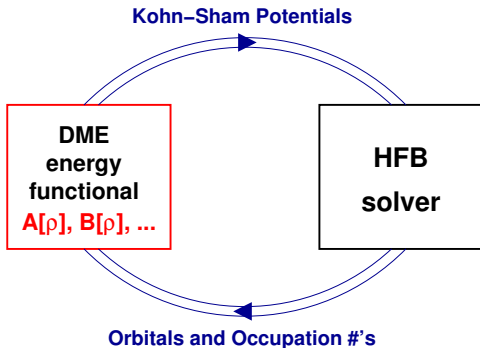 Kohn−Sham Potentials
DME
energy
functional
A[ρ], B[ρ], ...
HFB
solver
Orbitals and Occupation #'s